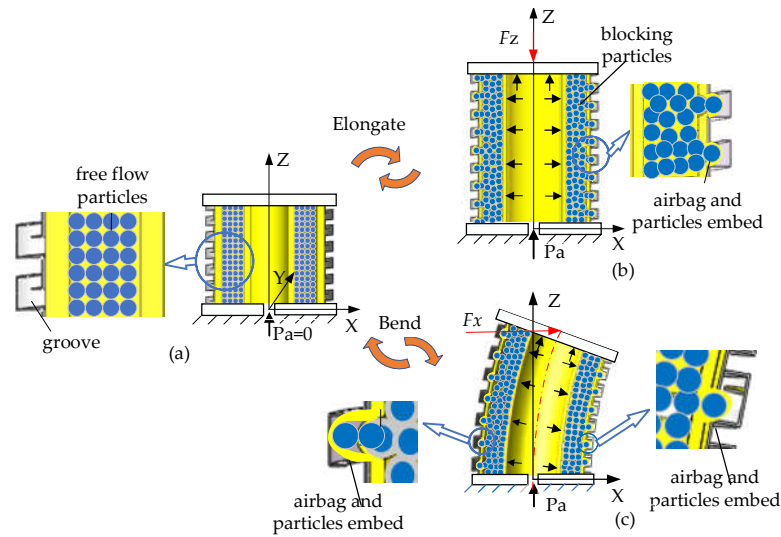 Z
Fz
blocking
particles
Elongate
airbag and
particles embed
Pa
X
(b)
free flow
particles
Z
Y
X
Pa=0
groove
(a)
Bend
Z
Fx
airbag and
particles embed
X
Pa
(c)
airbag and
particles embed